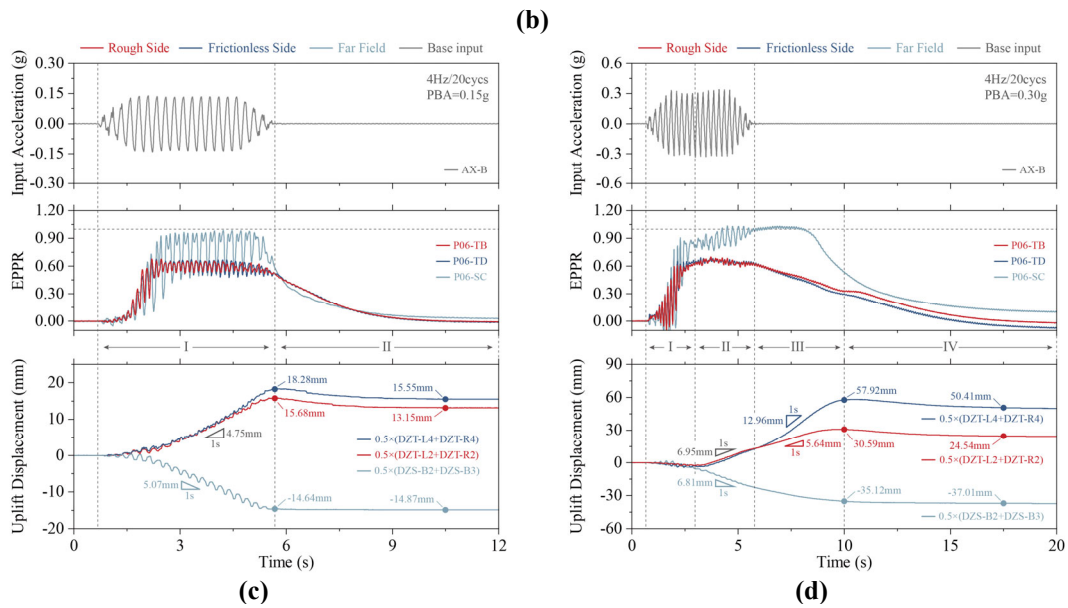 (b)
Rough Side Frictionless Side Far Field Base input
Input Acceleration (g)
0.30
0.15
0.00
-0.15
-0.30
4Hz/20cycs
PBA=0.15g
AX-B
EPPR
1.20
0.90
0.60
0.30
0.00
P06-TB
P06-TD
P06-SC
I II
Uplift Displacement (mm)
20
10
0
-10
-20
18.28mm
15.68mm
15.55mm
13.15mm
4.75mm
1s
5.07mm
1s
-14.64mm
-14.87mm
0.5×(DZT-L4+DZT-R4)
0.5×(DZT-L2+DZT-R2)
0.5×(DZS-B2+DZS-B3)
0 3 6 9 12
Time (s)
(c)
Rough Side Frictionless Side Far Field Base input
Input Acceleration (g)
0.6
0.3
0.0
-0.3
-0.6
4Hz/20cycs
PBA=0.30g
AX-B
EPPR
1.20
0.90
0.60
0.30
0.00
P06-TB
P06-TD
P06-SC
I II III IV
Uplift Displacement (mm)
90
60
30
0
-30
-60
57.92mm
50.41mm
12.96mm
1s
6.95mm
1s
5.64mm
1s
30.59mm
24.54mm
6.81mm
1s
-35.12mm
-37.01mm
0.5×(DZT-L4+DZT-R4)
0.5×(DZT-L2+DZT-R2)
0.5×(DZS-B2+DZS-B3)
0 5 10 15 20
Time (s)
(d)